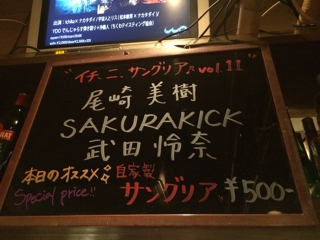 "イチ、ニ、サングリア♬ vol.11"
尾崎 美樹
SAKURAKICK
武田 怜奈
本日のオススメ
Special price!!
自家製
サングリア ¥500-